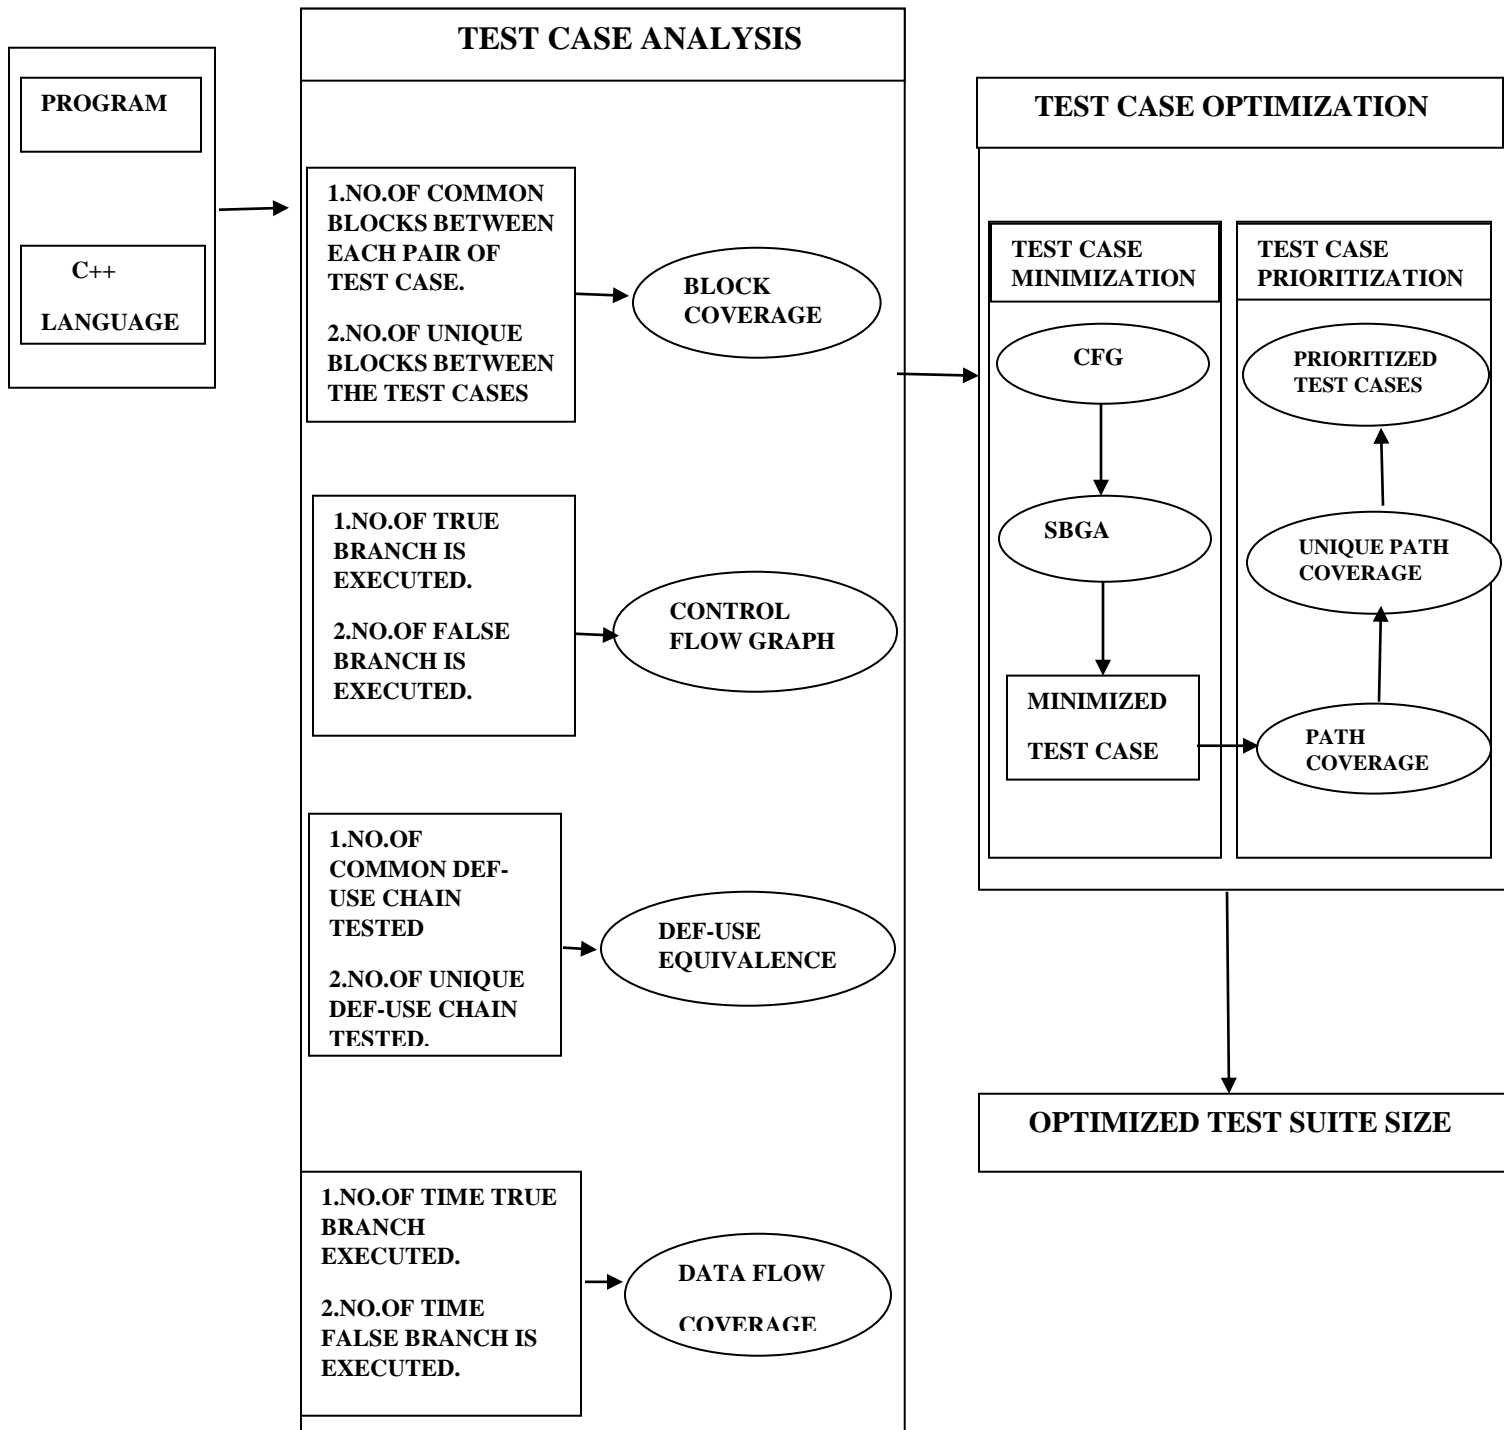 PROGRAM
C++
LANGUAGE
TEST CASE ANALYSIS
1.NO.OF COMMON
BLOCKS BETWEEN
EACH PAIR OF
TEST CASE.
2.NO.OF UNIQUE
BLOCKS BETWEEN
THE TEST CASES
BLOCK
COVERAGE
1.NO.OF TRUE
BRANCH IS
EXECUTED.
2.NO.OF FALSE
BRANCH IS
EXECUTED.
CONTROL
FLOW GRAPH
1.NO.OF
COMMON DEF-
USE CHAIN
TESTED
2.NO.OF UNIQUE
DEF-USE CHAIN
TESTED.
DEF-USE
EQUIVALENCE
1.NO.OF TIME TRUE
BRANCH
EXECUTED.
2.NO.OF TIME
FALSE BRANCH IS
EXECUTED.
DATA FLOW
COVERAGE
TEST CASE OPTIMIZATION
TEST CASE
MINIMIZATION
CFG
SBGA
MINIMIZED
TEST CASE
TEST CASE
PRIORITIZATION
PRIORITIZED
TEST CASES
UNIQUE PATH
COVERAGE
PATH
COVERAGE
OPTIMIZED TEST SUITE SIZE